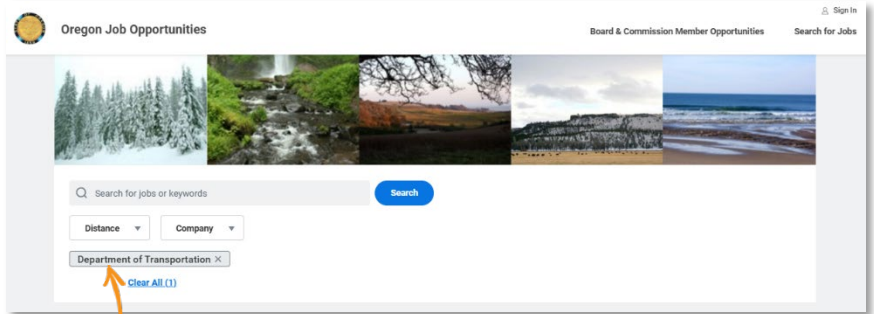 Sign In
Oregon Job Opportunities
Board & Commission Member Opportunities
Search for Jobs
Search for jobs or keywords
Search
Distance
Company
Department of Transportation ×
Clear All (1)